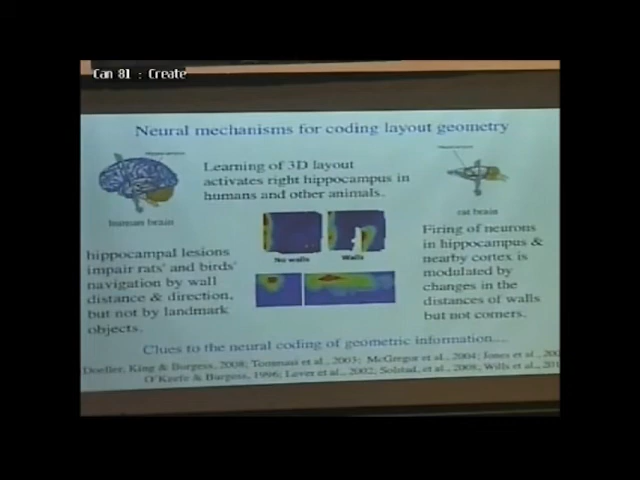 Cam 81 : Create
Neural mechanisms for coding layout geometry
Learning of 3D layout
activates right hippocampus in
humans and other animals.
human brain
rat brain
No walls
Walls
hippocampal lesions
impair rats' and birds'
navigation by wall
distance & direction,
but not by landmark
objects.
Firing of neurons
in hippocampus &
nearby cortex is
modulated by
changes in the
distances of walls
but not corners.
Clues to the neural coding of geometric information....
Doeller, King & Burgess, 2008; Tommasi et al., 2003; McGregor et al., 2004; Jones et al., 200
O'Keefe & Burgess, 1996; Lever et al., 2002; Solstad, et al., 2008; Wills et al., 201